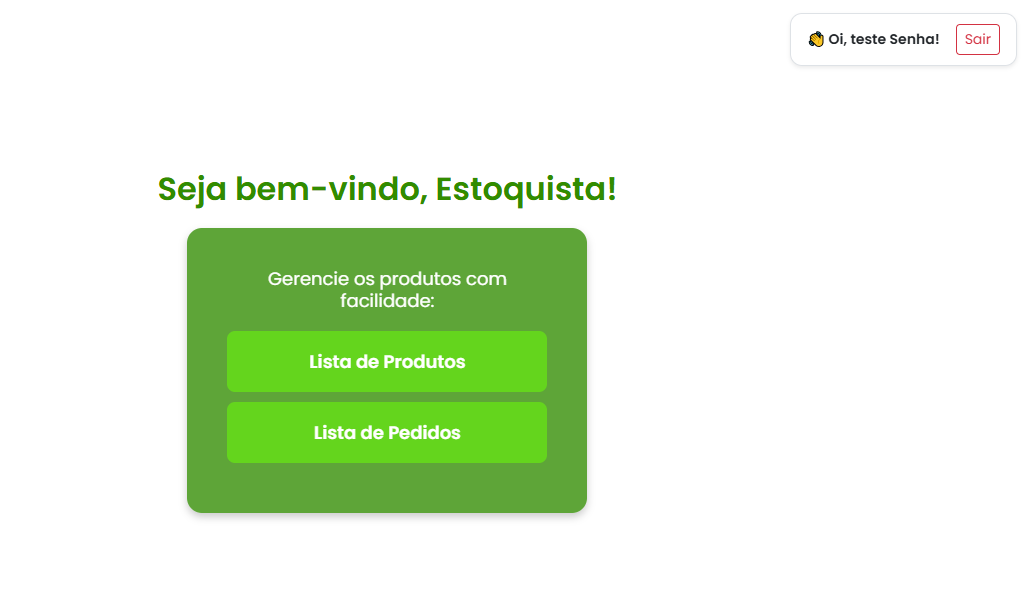 👋 Oi, teste Senha!
Sair
Seja bem-vindo, Estoquista!
Gerencie os produtos com
facilidade:
Lista de Produtos
Lista de Pedidos